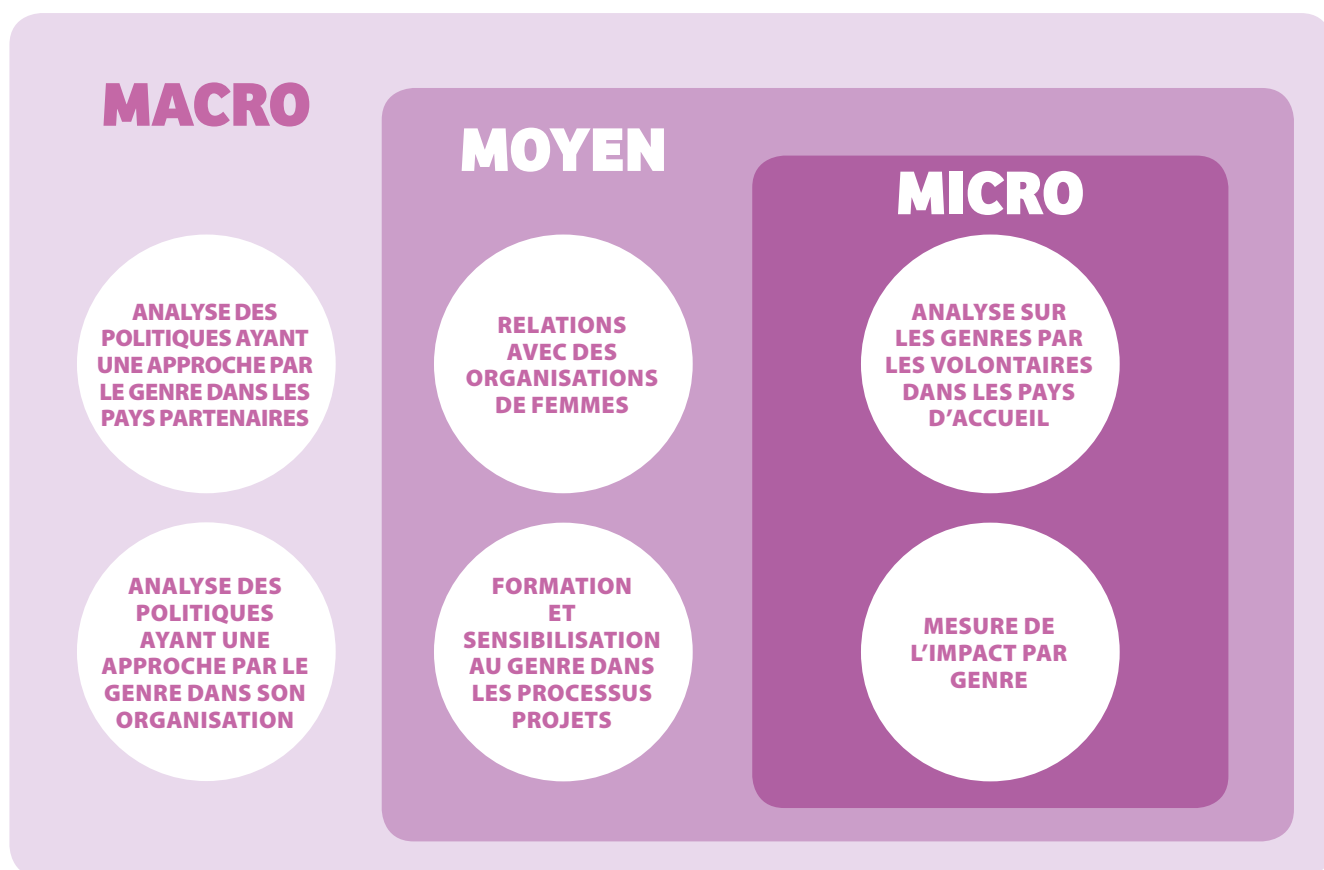 MACRO
ANALYSE DES
POLITIQUES AYANT
UNE APPROCHE PAR
LE GENRE DANS LES
PAYS PARTENAIRES
ANALYSE DES
POLITIQUES
AYANT UNE
APPROCHE PAR LE
GENRE DANS SON
ORGANISATION
MOYEN
RELATIONS
AVEC DES
ORGANISATIONS
DE FEMMES
FORMATION
ET
SENSIBILISATION
AU GENRE DANS
LES PROCESSUS
PROJETS
MICRO
ANALYSE SUR
LES GENRES PAR
LES VOLONTAIRES
DANS LES PAYS
D’ACCUEIL
MESURE DE
L’IMPACT PAR
GENRE